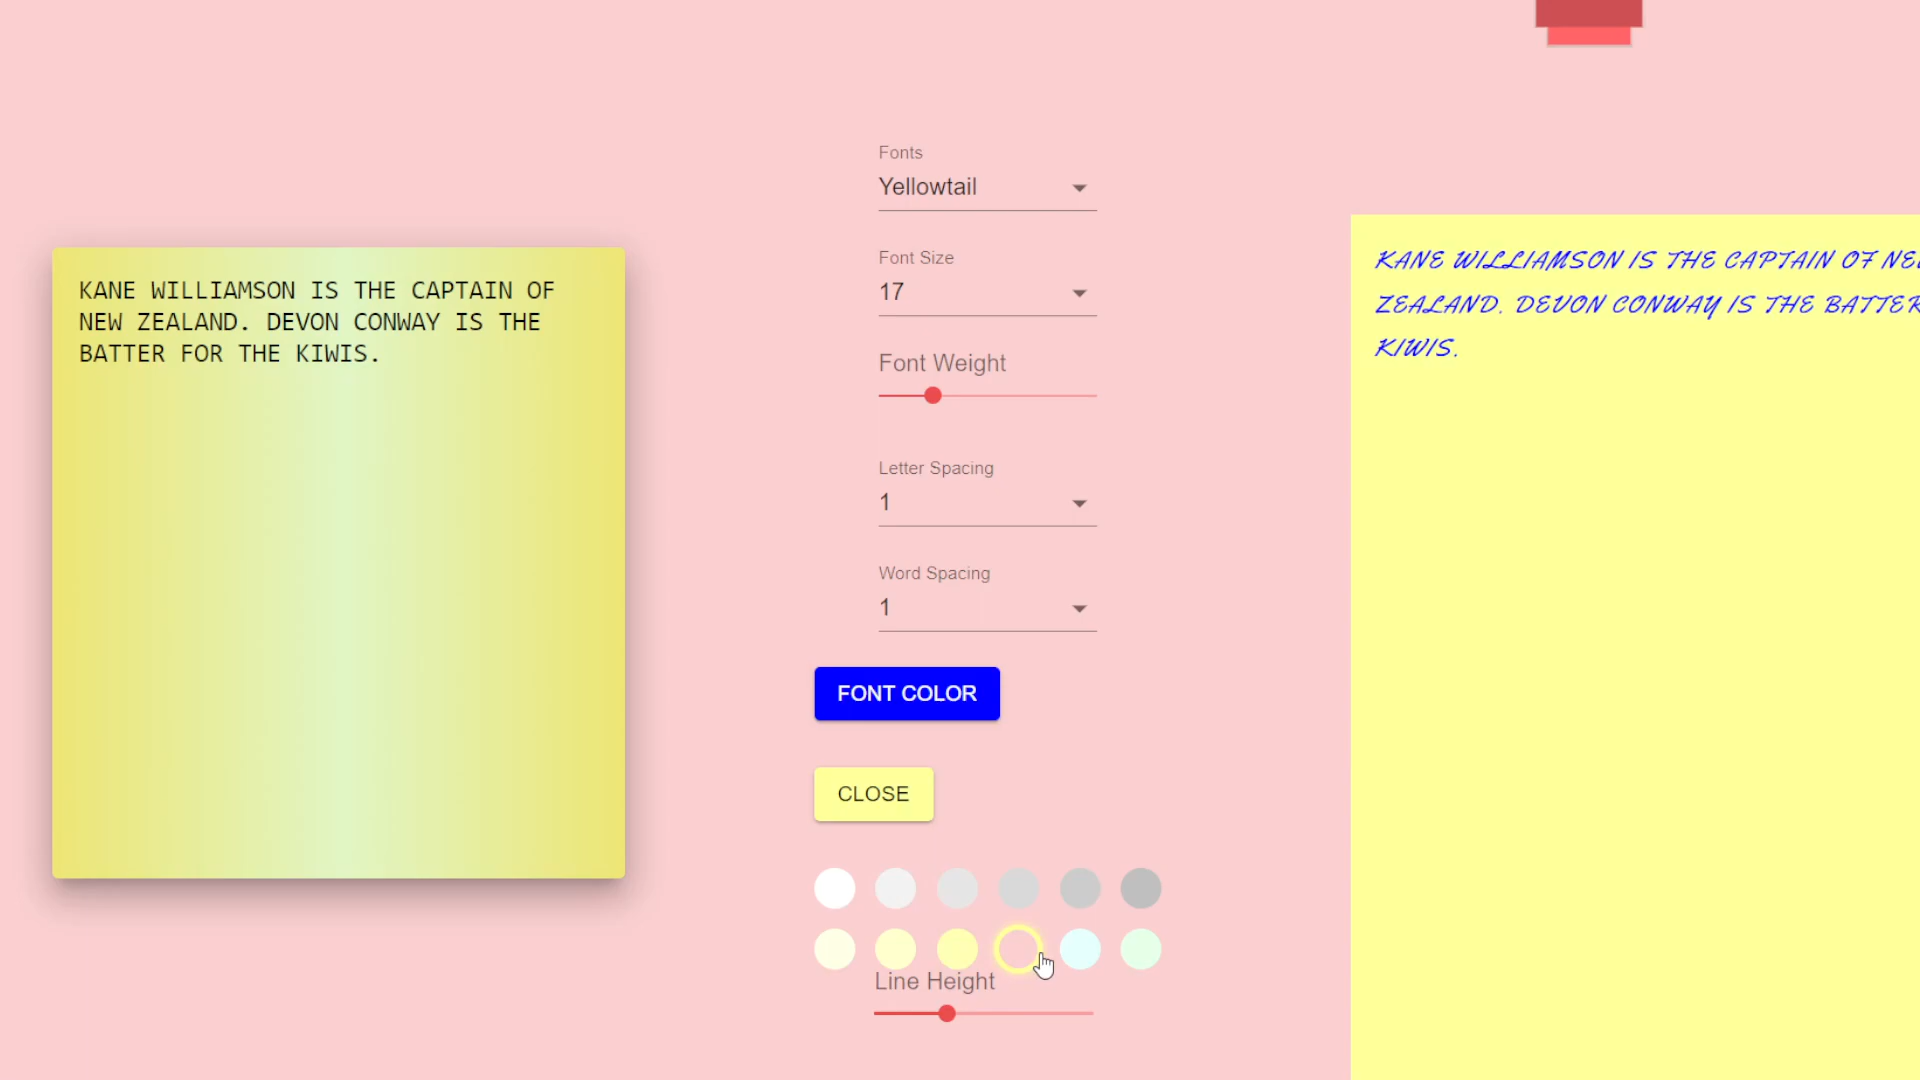 KANE WILLIAMSON IS THE CAPTAIN OF
NEW ZEALAND. DEVON CONWAY IS THE
BATTER FOR THE KIWIS.
Fonts
Yellowtail
Font Size
17
Font Weight
Letter Spacing
1
Word Spacing
1
FONT COLOR
CLOSE
Line Height
KANE WILLIAMSON IS THE CAPTAIN OF
ZEALAND. DEVON CONWAY IS THE BATTER
KIWIS.